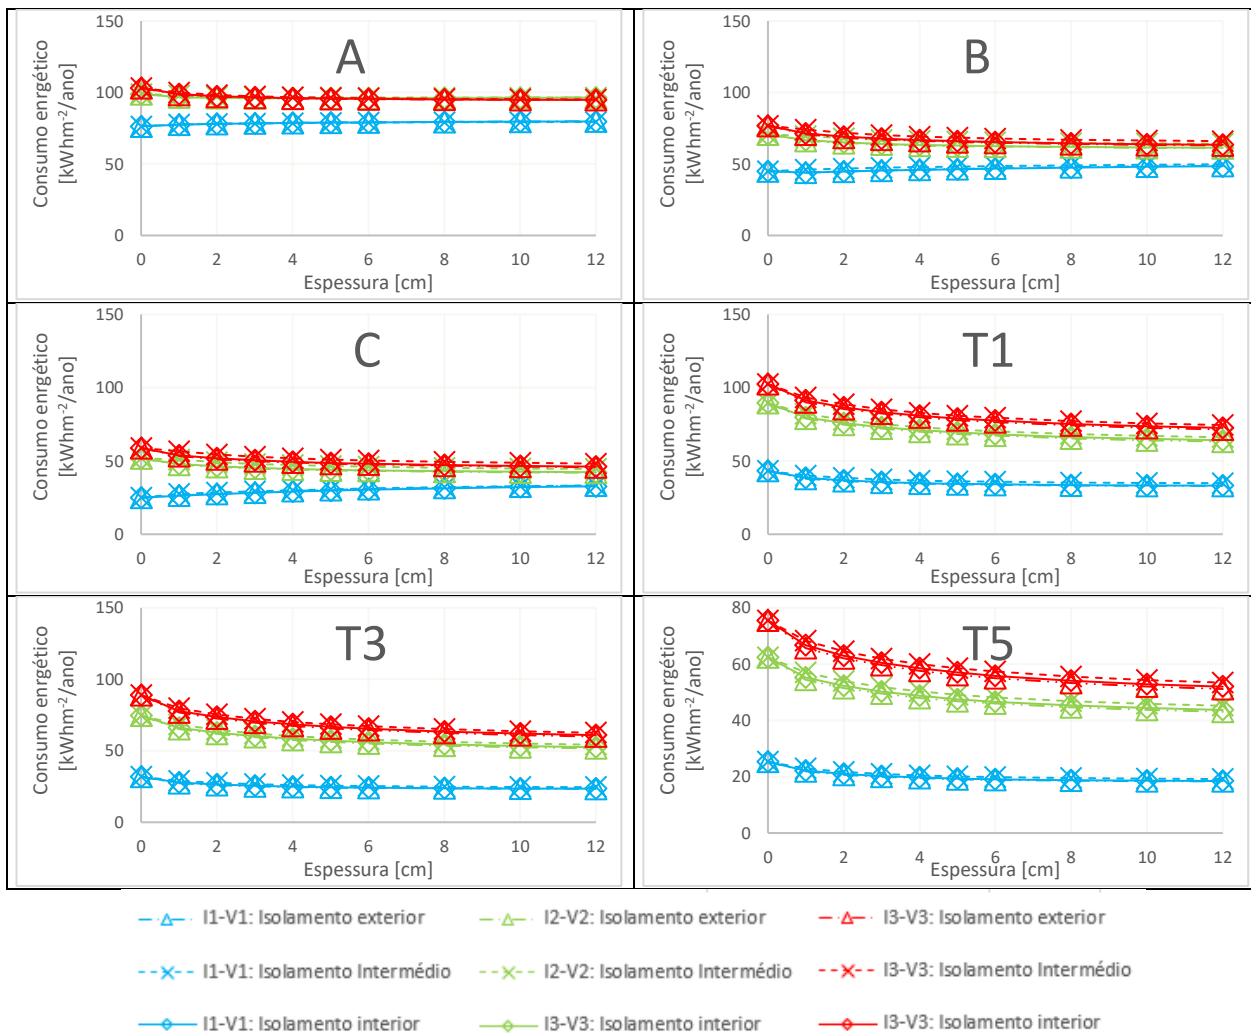 A
Consumo enrgético
[kWhm⁻²/ano]
150
100
50
0
0 2 4 6 8 10 12
Espessura [cm]
B
Consumo enrgético
[kWhm⁻²/ano]
150
100
50
0
0 2 4 6 8 10 12
Espessura [cm]
C
Consumo enrgético
[kWhm⁻²/ano]
150
100
50
0
0 2 4 6 8 10 12
Espessura [cm]
T1
Consumo enrgético
[kWhm⁻²/ano]
150
100
50
0
0 2 4 6 8 10 12
Espessura [cm]
T3
Consumo enrgético
[kWhm⁻²/ano]
150
100
50
0
0 2 4 6 8 10 12
Espessura [cm]
T5
Consumo enrgético
[kWhm⁻²/ano]
80
60
40
20
0
0 2 4 6 8 10 12
Espessura [cm]
I1-V1: Isolamento exterior I2-V2: Isolamento exterior I3-V3: Isolamento exterior
I1-V1: Isolamento Intermédio I2-V2: Isolamento Intermédio I3-V3: Isolamento Intermédio
I1-V1: Isolamento interior I3-V3: Isolamento interior I3-V3: Isolamento interior